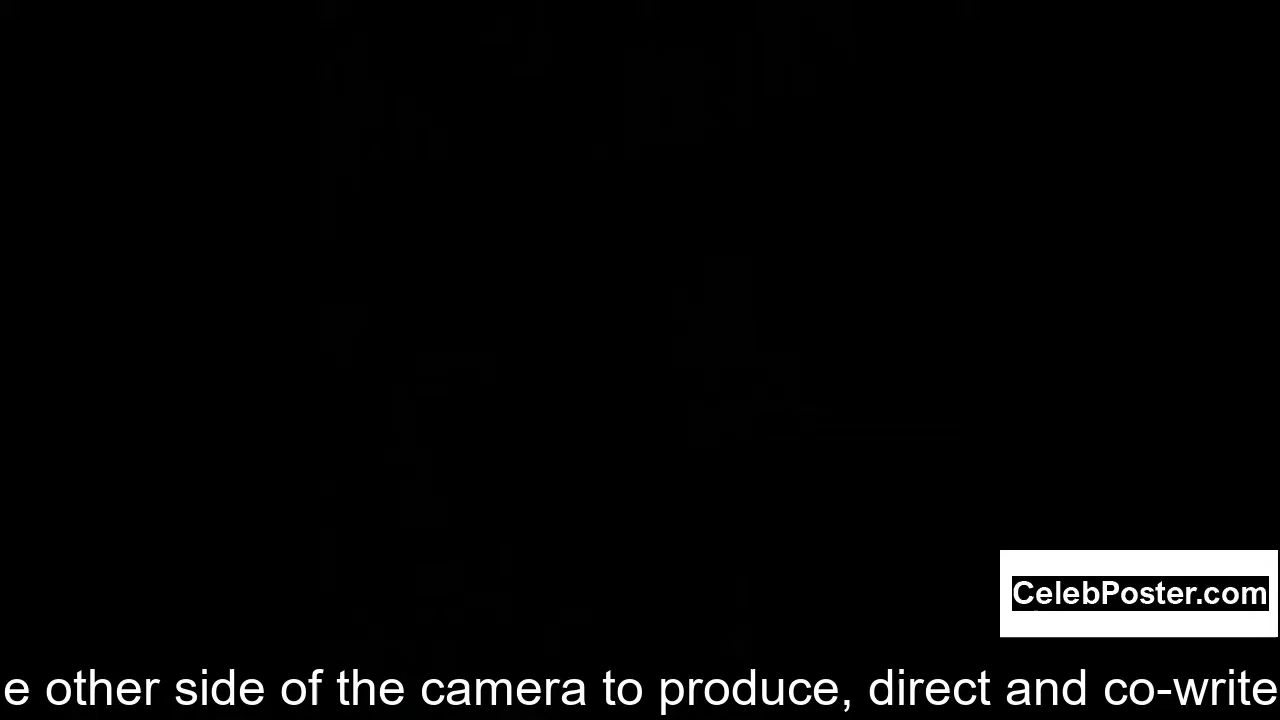 CelebPoster.com
e other side of the camera to produce, direct and co-write